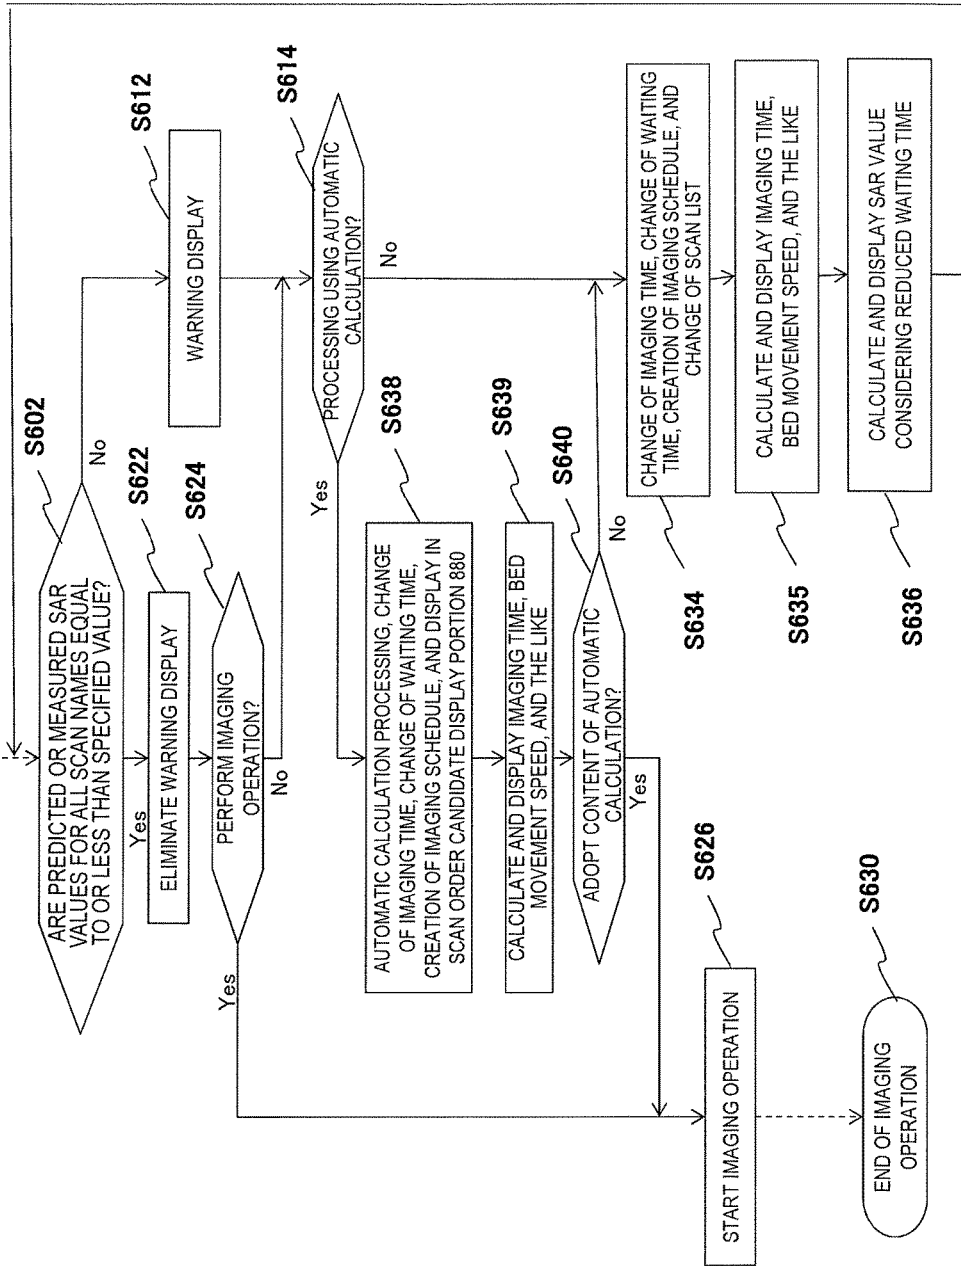 S602
ARE PREDICTED OR MEASURED SAR
VALUES FOR ALL SCAN NAMES EQUAL
TO OR LESS THAN SPECIFIED VALUE?
No
Yes
S612
WARNING DISPLAY
S622
ELIMINATE WARNING DISPLAY
S624
PERFORM IMAGING
OPERATION?
No
Yes
S614
PROCESSING USING AUTOMATIC
CALCULATION?
No
Yes
S638
AUTOMATIC CALCULATION PROCESSING, CHANGE
OF IMAGING TIME, CHANGE OF WAITING TIME,
CREATION OF IMAGING SCHEDULE, AND DISPLAY IN
SCAN ORDER CANDIDATE DISPLAY PORTION 880
S639
CALCULATE AND DISPLAY IMAGING TIME, BED
MOVEMENT SPEED, AND THE LIKE
S640
ADOPT CONTENT OF AUTOMATIC
CALCULATION?
No
Yes
S634
CHANGE OF IMAGING TIME, CHANGE OF WAITING
TIME, CREATION OF IMAGING SCHEDULE, AND
CHANGE OF SCAN LIST
S635
CALCULATE AND DISPLAY IMAGING TIME,
BED MOVEMENT SPEED, AND THE LIKE
S636
CALCULATE AND DISPLAY SAR VALUE
CONSIDERING REDUCED WAITING TIME
S626
START IMAGING OPERATION
S630
END OF IMAGING
OPERATION